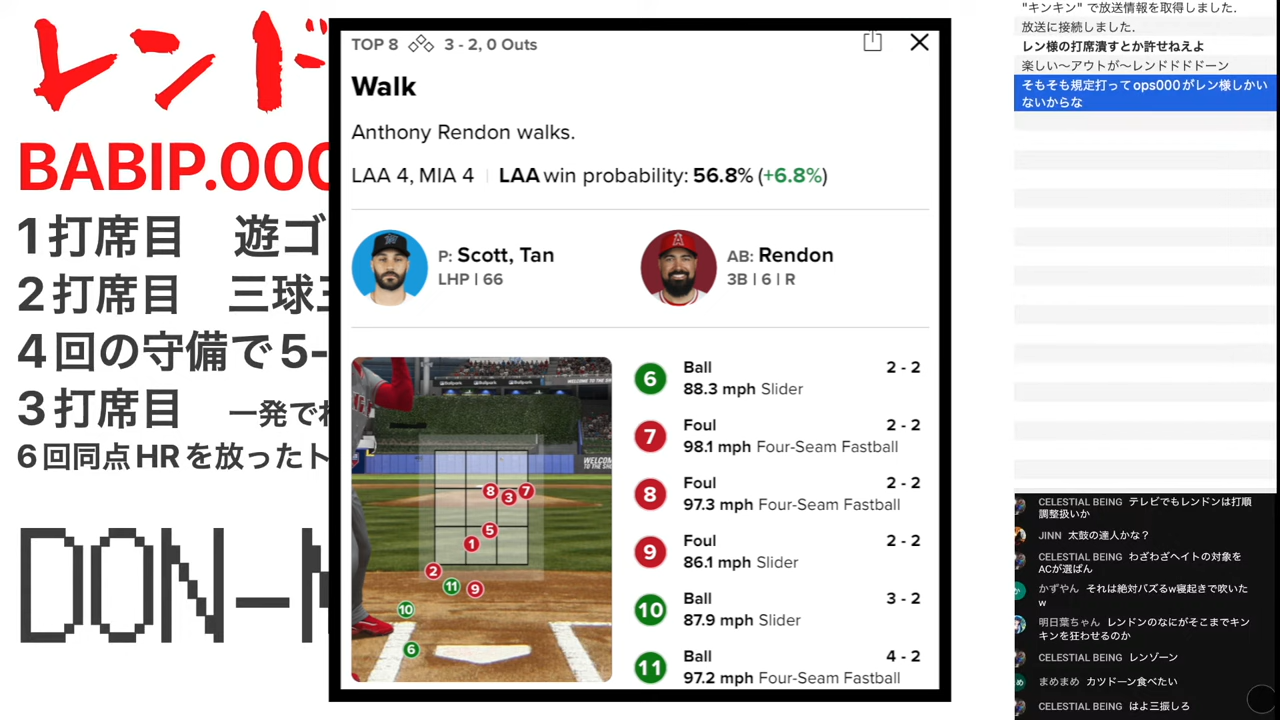 レンド
BABIP.000
1打席目　遊ゴ
2打席目　三球三
4回の守備で5-
3打席目　一発で
6回同点HRを放ったト
DON-
TOP 8 3 - 2, 0 Outs
Walk
Anthony Rendon walks.
LAA 4, MIA 4 LAA win probability: 56.8% (+6.8%)
P: Scott, Tan
LHP | 66
AB: Rendon
3B | 6 | R
6 Ball 2 - 2
88.3 mph Slider
7 Foul 2 - 2
98.1 mph Four-Seam Fastball
8 Foul 2 - 2
97.3 mph Four-Seam Fastball
9 Foul 2 - 2
86.1 mph Slider
10 Ball 3 - 2
87.9 mph Slider
11 Ball 4 - 2
97.2 mph Four-Seam Fastball
8 3 7
5
1
2
11 9
10
6
"キンキン" で放送情報を取得しました.
放送に接続しました.
レン様の打席潰すとか許せねえよ
楽しい〜アウトが〜レンドドドドーン
そもそも規定打ってops000がレン様しかい
ないからな
CELESTIAL BEING テレビでもレンドンは打順
調整扱いか
JINN 太鼓の達人かな？
CELESTIAL BEING わざわざヘイトの対象を
ACが選ばん
かずやん それは絶対バズるw寝起きで吹いた
w
明日葉ちゃん レンドンのなにがそこまでキン
キンを狂わせるのか
CELESTIAL BEING レンゾーン
まめまめ カツドーン食べたい
CELESTIAL BEING はよ三振しろ